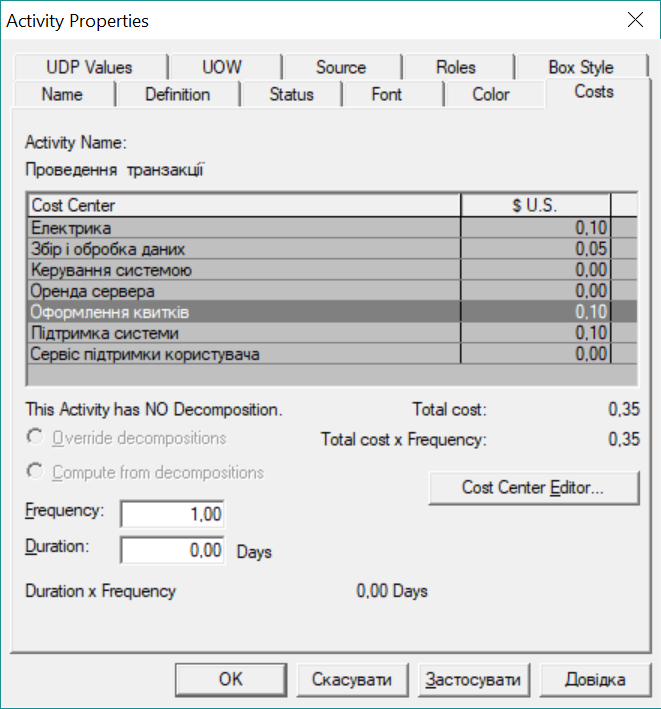 Activity Properties
UDP Values UOW Source Roles Box Style
Name Definition Status Font Color Costs
Activity Name:
Проведення транзакції
Cost Center $ U.S.
Електрика 0,10
Збір і обробка даних 0,05
Керування системою 0,00
Оренда сервера 0,00
Оформлення квитків 0,10
Підтримка системи 0,10
Сервіс підтримки користувача 0,00
This Activity has NO Decomposition. Total cost: 0,35
Override decompositions Total cost x Frequency: 0,35
Compute from decompositions
Cost Center Editor...
Frequency: 1,00
Duration: 0,00 Days
Duration x Frequency 0,00 Days
OK Скасувати Застосувати Довідка